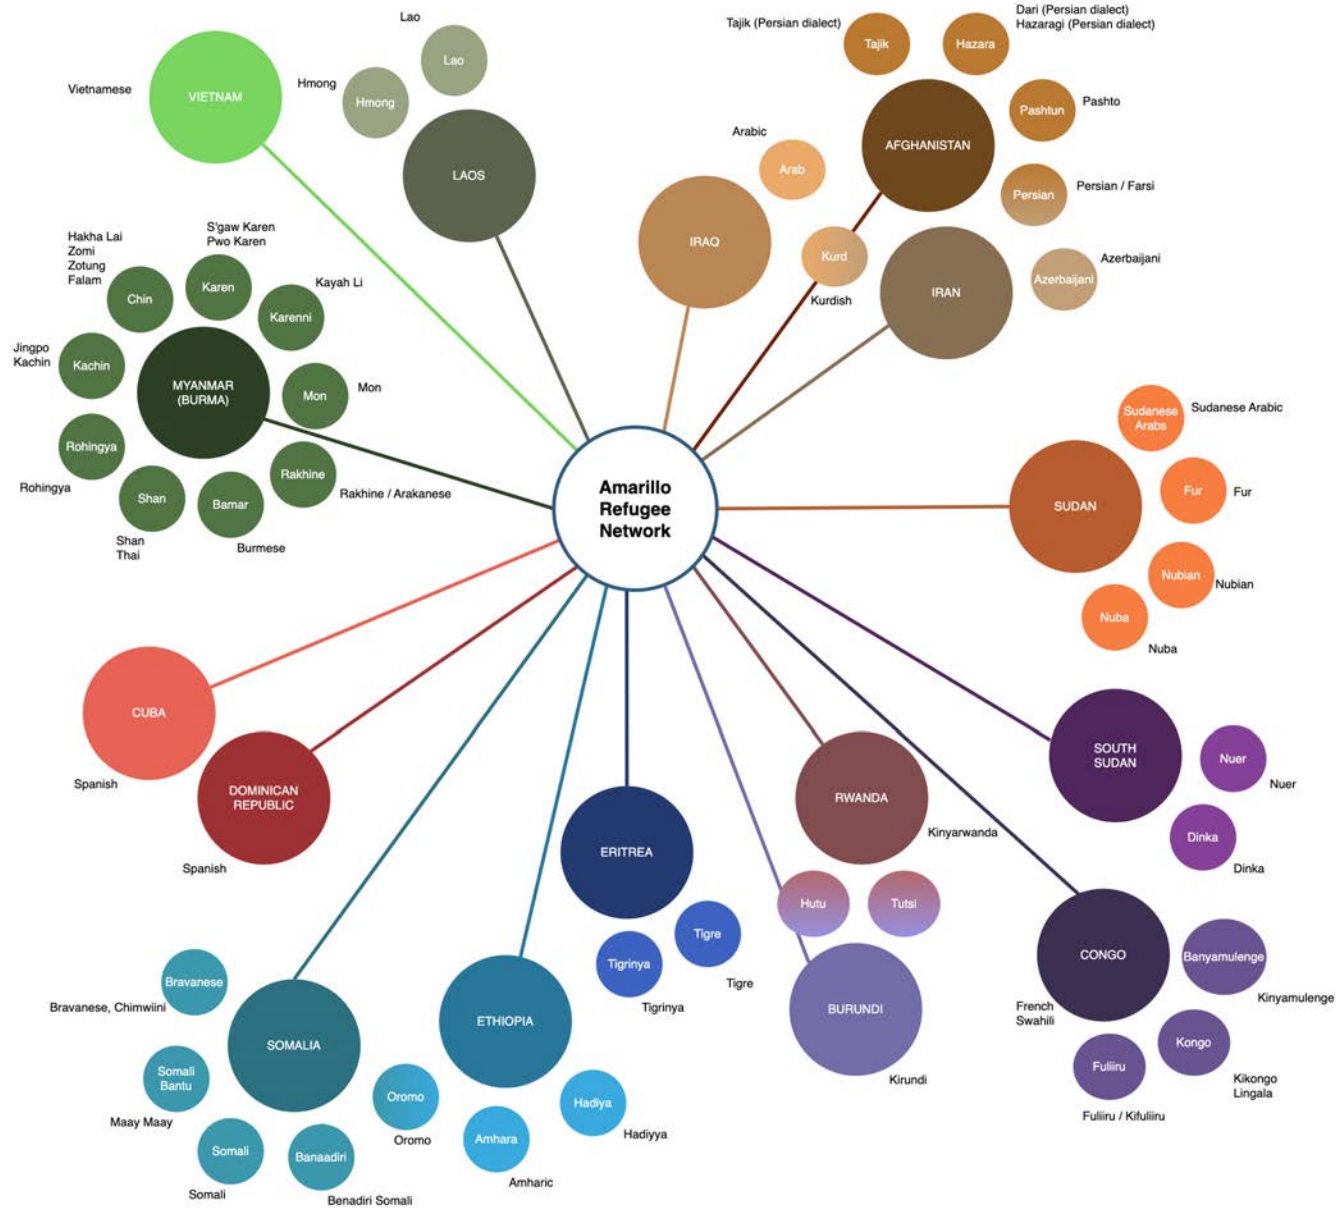 Lao
Lao
Hmong
Hmong
LAOS
Vietnamese
VIETNAM
Tajik (Persian dialect)
Tajik
Dari (Persian dialect)
Hazaragi (Persian dialect)
Hazara
Pashtun
Pashto
AFGHANISTAN
Persian
Persian / Farsi
Arabic
Arab
IRAQ
Kurd
Kurdish
IRAN
Azerbaijani
Azerbaijani
Hakha Lai
Zomi
Zotung
Falam
Chin
S'gaw Karen
Pwo Karen
Karen
Kayah Li
Karenni
Jingpo
Kachin
Kachin
MYANMAR
(BURMA)
Mon
Mon
Rohingya
Rohingya
Shan
Shan
Thai
Bamar
Burmese
Rakhine
Rakhine / Arakanese
Amarillo
Refugee
Network
Sudanese
Arabs
Sudanese Arabic
SUDAN
Fur
Fur
Nubian
Nubian
Nuba
Nuba
CUBA
Spanish
DOMINICAN
REPUBLIC
Spanish
SOUTH
SUDAN
Nuer
Nuer
Dinka
Dinka
RWANDA
Kinyarwanda
Hutu
Tutsi
BURUNDI
Kirundi
ERITREA
Tigrinya
Tigrinya
Tigre
Tigre
CONGO
French
Swahili
Banyamulenge
Kinyamulenge
Kongo
Kikongo
Lingala
Fuliiru
Fuliiru / Kifuliiru
Bravanese
Bravanese, Chimwiini
SOMALIA
Somali
Bantu
Maay Maay
Somali
Somali
Banaadiri
Benadiri Somali
Oromo
Oromo
ETHIOPIA
Amhara
Amharic
Hadiya
Hadiyya